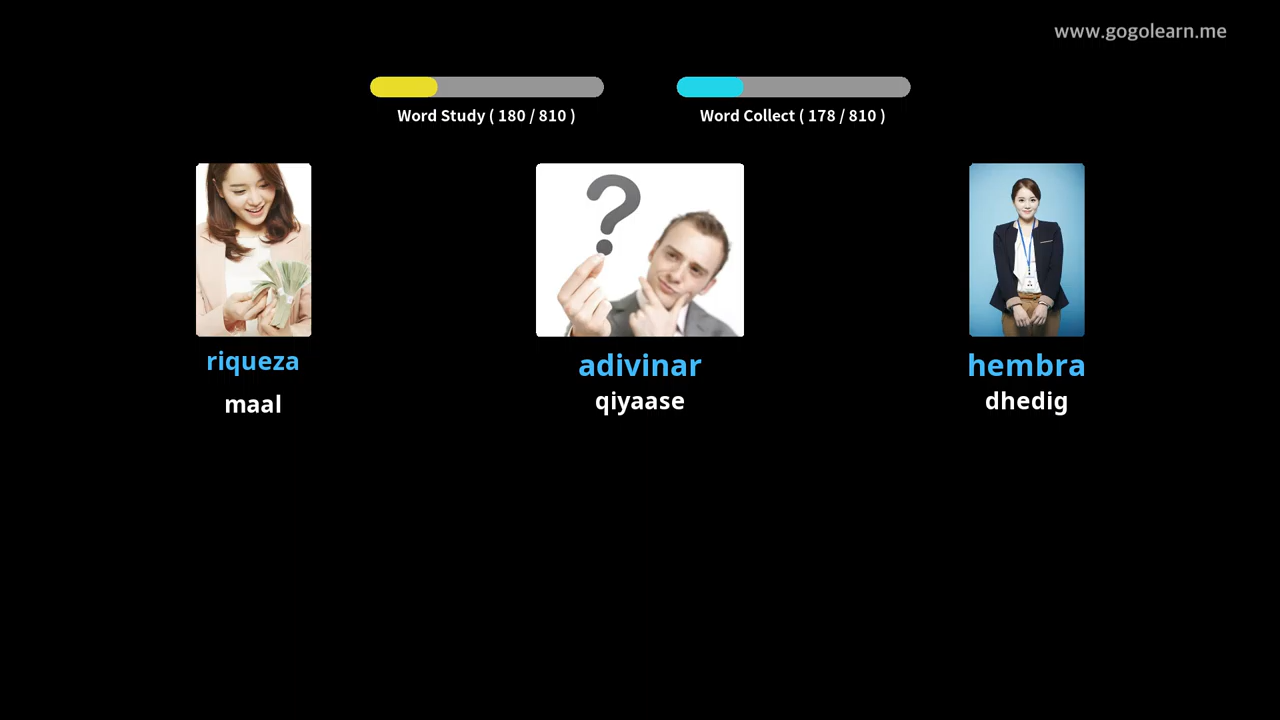 www.gogolearn.me
Word Study ( 180 / 810 )
Word Collect ( 178 / 810 )
riqueza
adivinar
hembra
maal
qiyaase
dhedig